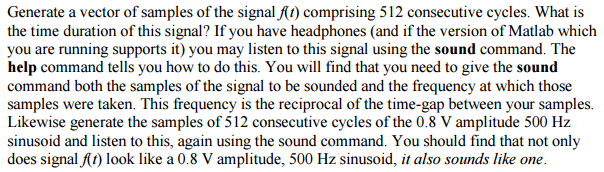 Generate a vector of samples of the signal f(t) comprising 512 consecutive cycles. What is
the time duration of this signal? If you have headphones (and if the version of Matlab which
you are running supports it) you may listen to this signal using the sound command. The
help command tells you how to do this. You will find that you need to give the sound
command both the samples of the signal to be sounded and the frequency at which those
samples were taken. This frequency is the reciprocal of the time-gap between your samples.
Likewise generate the samples of 512 consecutive cycles of the 0.8 V amplitude 500 Hz
sinusoid and listen to this, again using the sound command. You should find that not only
does signal f(t) look like a 0.8 V amplitude, 500 Hz sinusoid, it also sounds like one.